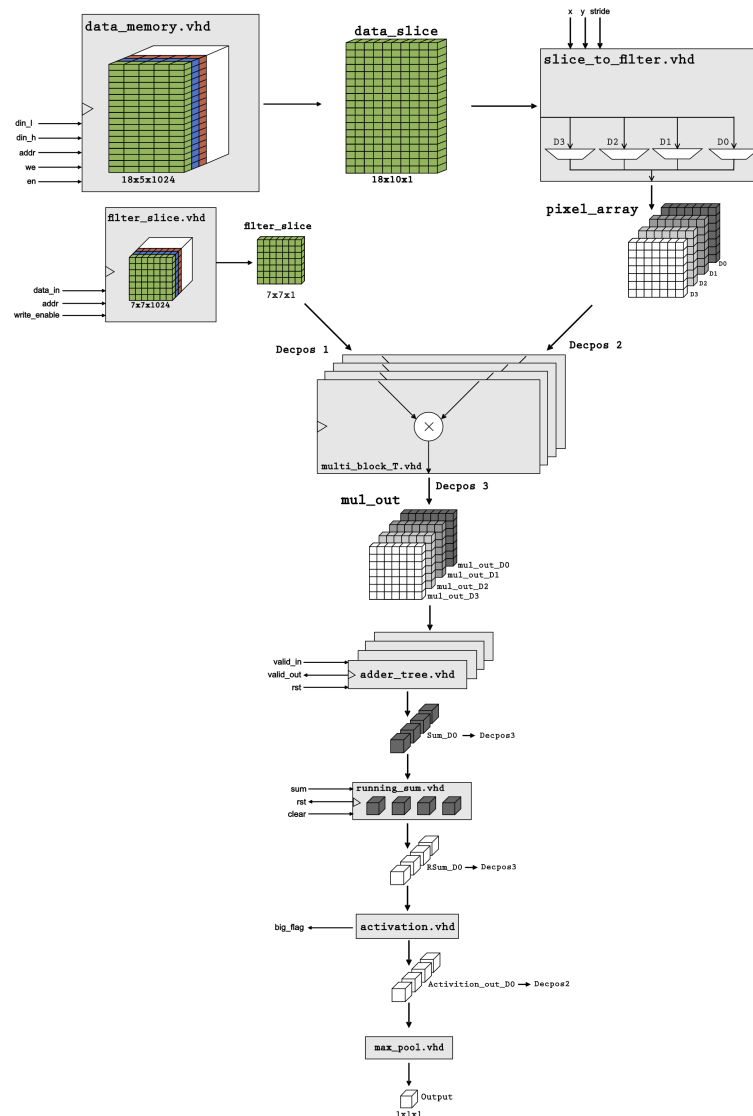 x y stride
data_memory.vhd
data_slice
slice_to_filter.vhd
din_l
din_h
addr
we
en
D3 D2 D1 D0
18x5x1024
18x10x1
filter_slice.vhd
filter_slice
pixel_array
data_in
addr
write_enable
7x7x1024
7x7x1
D0
D1
D2
D3
Decpos 1
Decpos 2
×
multi_block_T.vhd
Decpos 3
mul_out
mul_out_D0
mul_out_D1
mul_out_D2
mul_out_D3
valid_in
valid_out
rst
adder_tree.vhd
Sum_D0 Decpos3
sum
rst
clear
running_sum.vhd
RSum_D0 Decpos3
big_flag
activation.vhd
Activition_out_D0 Decpos2
max_pool.vhd
Output
1x1x1